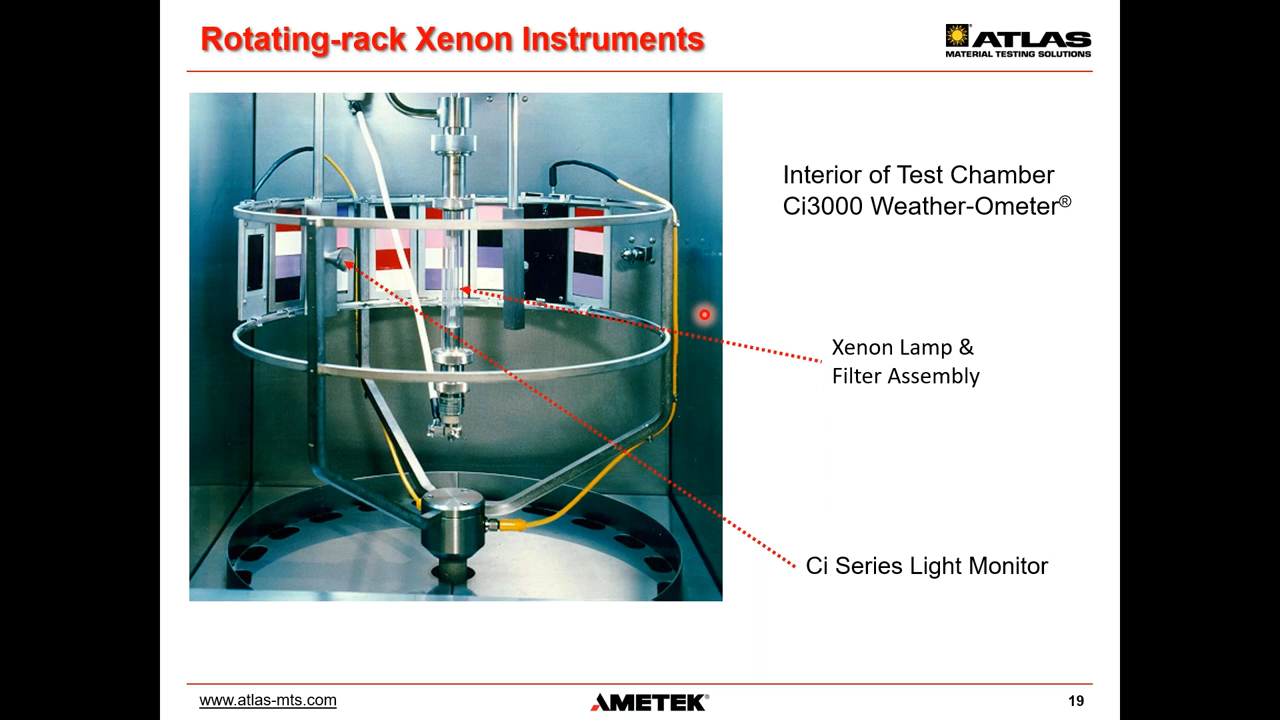 Rotating-rack Xenon Instruments
ATLAS
MATERIAL TESTING SOLUTIONS
Interior of Test Chamber
Ci3000 Weather-Ometer®
Xenon Lamp &
Filter Assembly
Ci Series Light Monitor
www.atlas-mts.com
AMETEK®
19